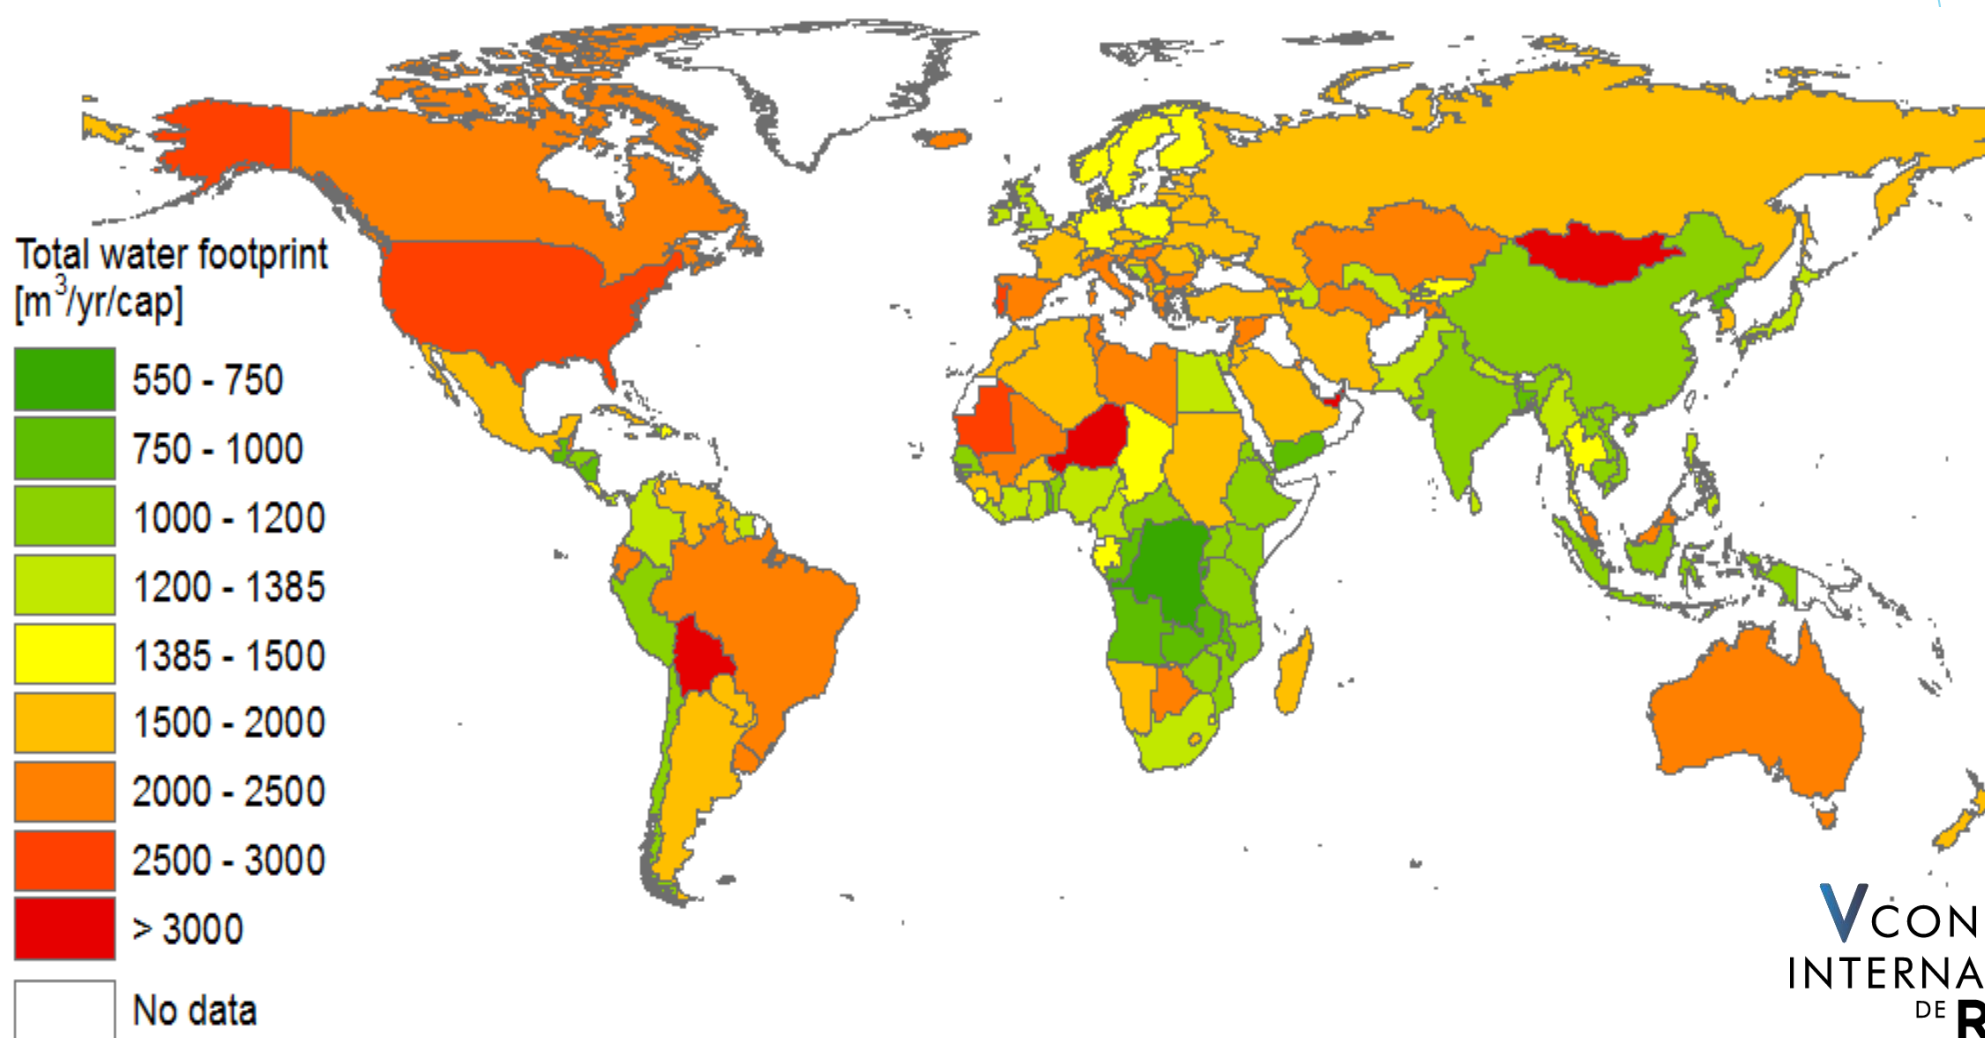 Total water footprint
[m³/yr/cap]
550 - 750
750 - 1000
1000 - 1200
1200 - 1385
1385 - 1500
1500 - 2000
2000 - 2500
2500 - 3000
> 3000
No data
V CON
INTERNA
DE R